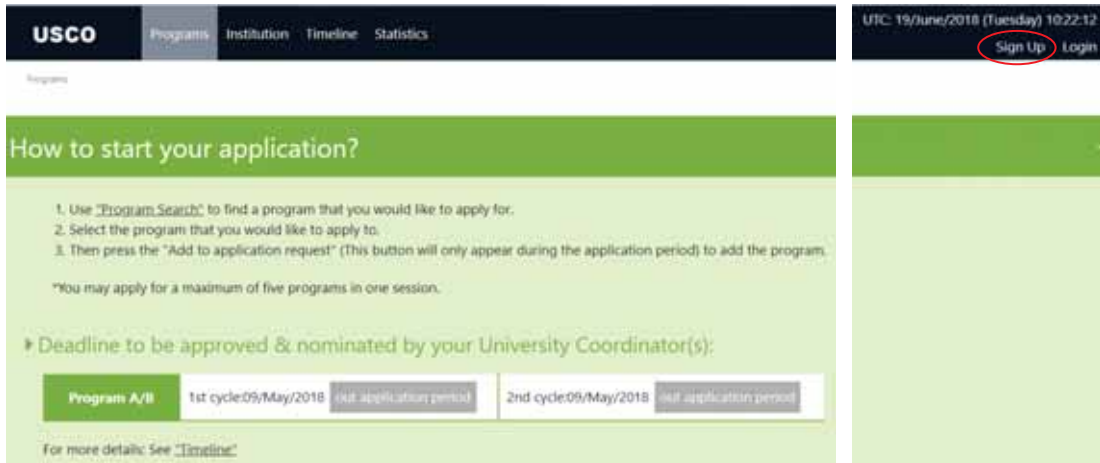 USCO Programs Institution Timeline Statistics
UTC: 19/June/2018 (Tuesday) 10:22:12
Sign Up Login
Programs
How to start your application?
1. Use "Program Search" to find a program that you would like to apply for.
2. Select the program that you would like to apply to.
3. Then press the "Add to application request" (This button will only appear during the application period) to add the program.
*You may apply for a maximum of five programs in one session.
Deadline to be approved & nominated by your University Coordinator(s):
Program A/B 1st cycle:09/May/2018 out application period 2nd cycle:09/May/2018 out application period
For more details: See "Timeline"